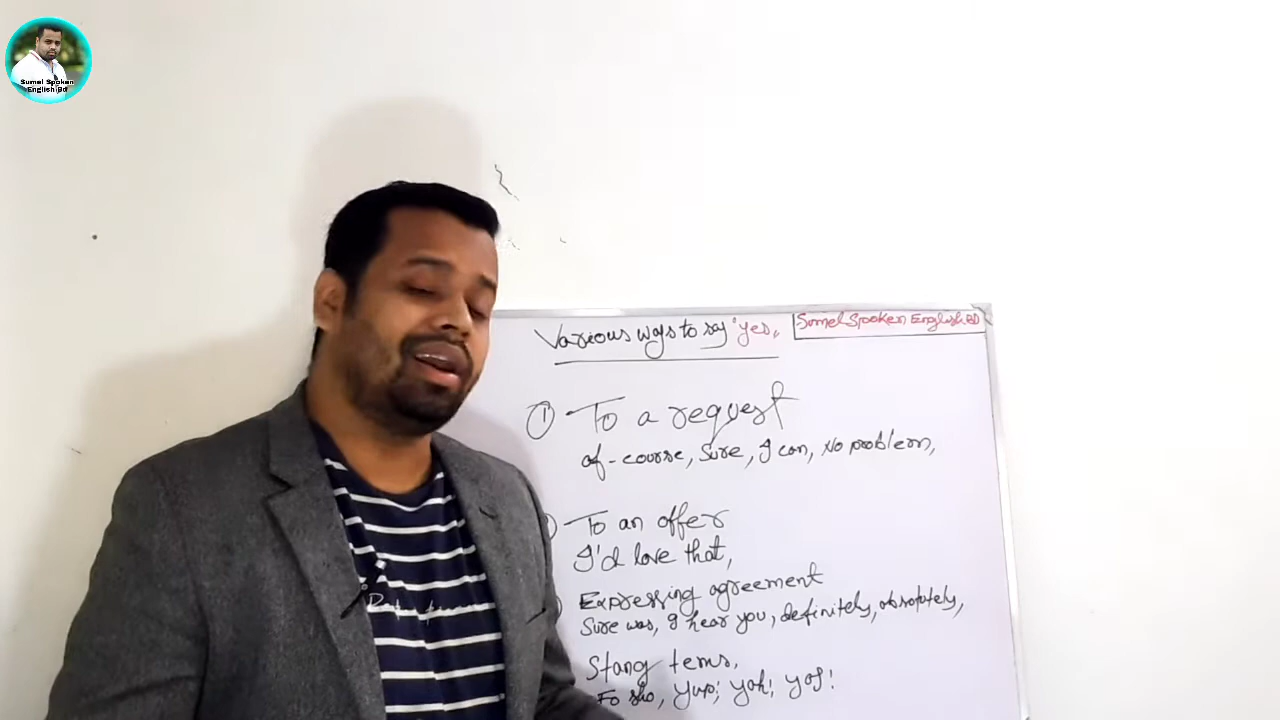 Sumel Spoken
English Bd
Various ways to say "yes,,
Sumel Spoken English.BD
① To a request
of-course, Sure, I can, No problem,
To an offer
I'd love that,
Expressing agreement
Sure was, I hear you, definitely, absolutely,
Slang tems,
Fo sho, Yup; Yah; Yas!